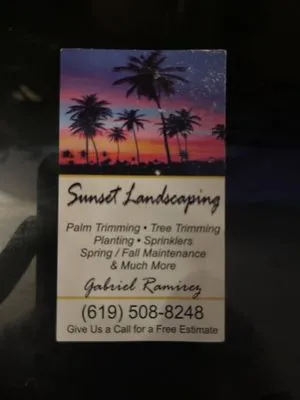 Sunset Landscaping
Palm Trimming • Tree Trimming
Planting • Sprinklers
Spring / Fall Maintenance
& Much More
Gabriel Ramirez
(619) 508-8248
Give Us a Call for a Free Estimate